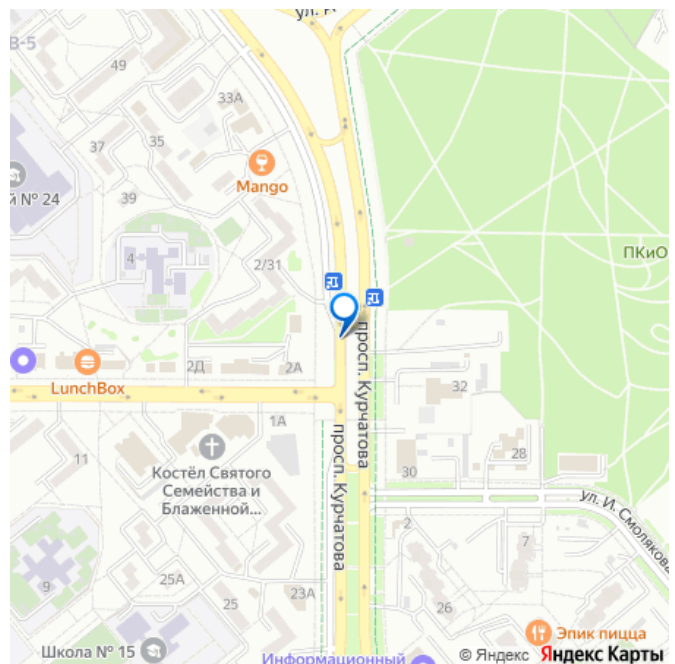 ул. К
В-5
49
33А
35
37
Mango
й № 24
39
ПКиО
4
2/31
просп. Курчатова
LunchBox
2Д
2А
32
1А
просп. Курчатова
11
Костёл Святого
Семейства и
Блаженной...
30
28
ул. И. Смолякова
2
7
25А
9
25
23А
26
Эпик пицца
Школа № 15
Информационный
© Яндекс Яндекс Карты